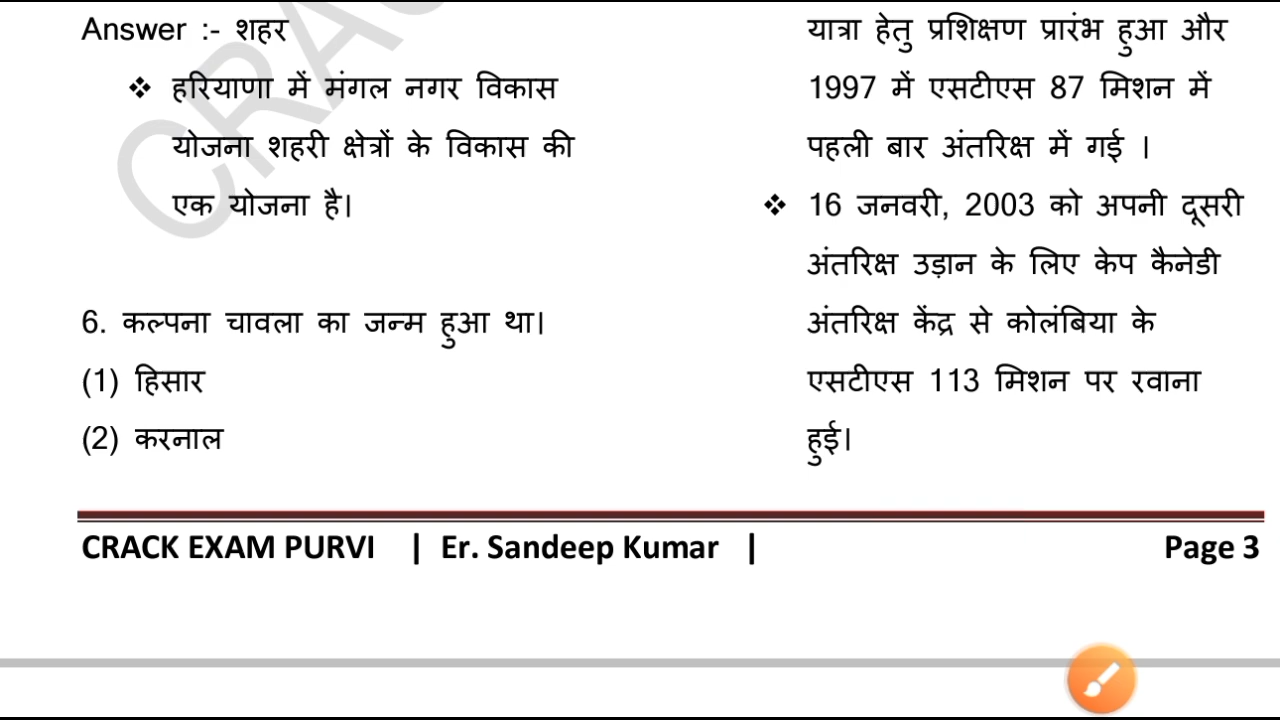 Answer :- शहर
❖ हरियाणा में मंगल नगर विकास
योजना शहरी क्षेत्रों के विकास की
एक योजना है।
6. कल्पना चावला का जन्म हुआ था।
(1) हिसार
(2) करनाल
यात्रा हेतु प्रशिक्षण प्रारंभ हुआ और
1997 में एसटीएस 87 मिशन में
पहली बार अंतरिक्ष में गई ।
❖ 16 जनवरी, 2003 को अपनी दूसरी
अंतरिक्ष उड़ान के लिए केप कैनेडी
अंतरिक्ष केंद्र से कोलंबिया के
एसटीएस 113 मिशन पर रवाना
हुई।
CRACK EXAM PURVI | Er. Sandeep Kumar | Page 3
CRAC